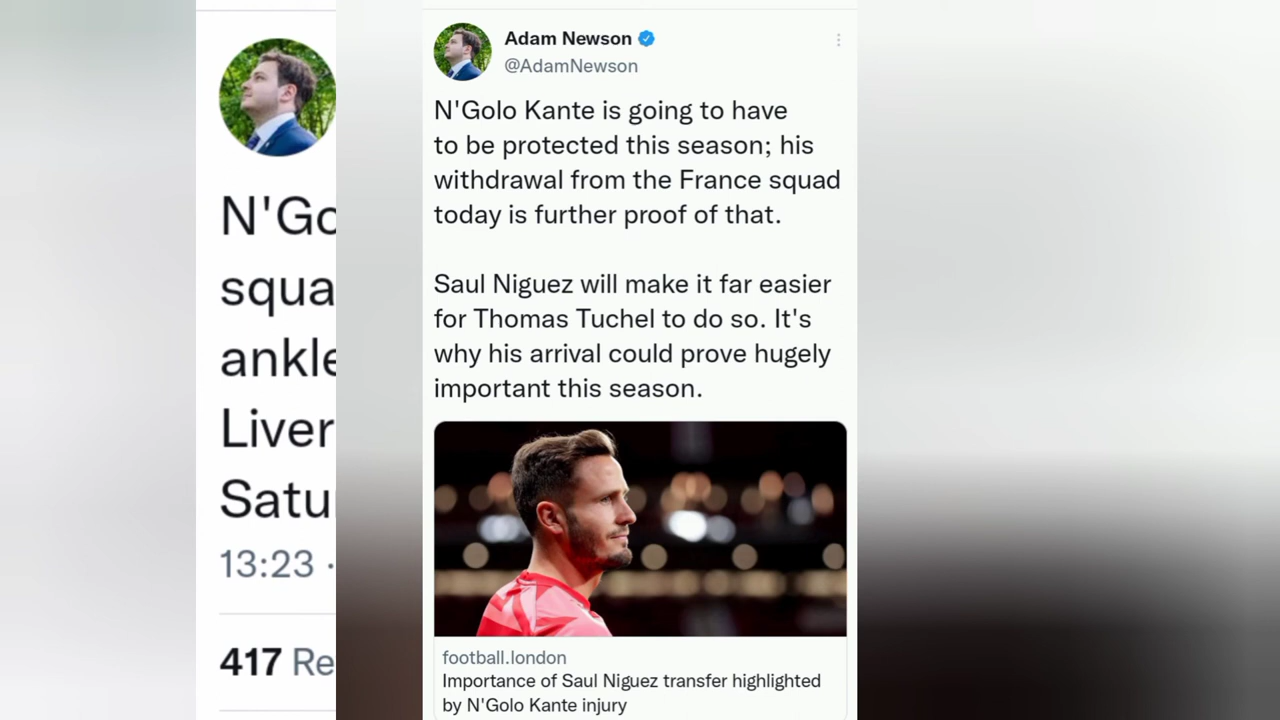 N'Go
squa
ankle
Liver
Satu
13:23 ·
417 Re
Adam Newson
@AdamNewson
N'Golo Kante is going to have
to be protected this season; his
withdrawal from the France squad
today is further proof of that.
Saul Niguez will make it far easier
for Thomas Tuchel to do so. It's
why his arrival could prove hugely
important this season.
football.london
Importance of Saul Niguez transfer highlighted
by N'Golo Kante injury